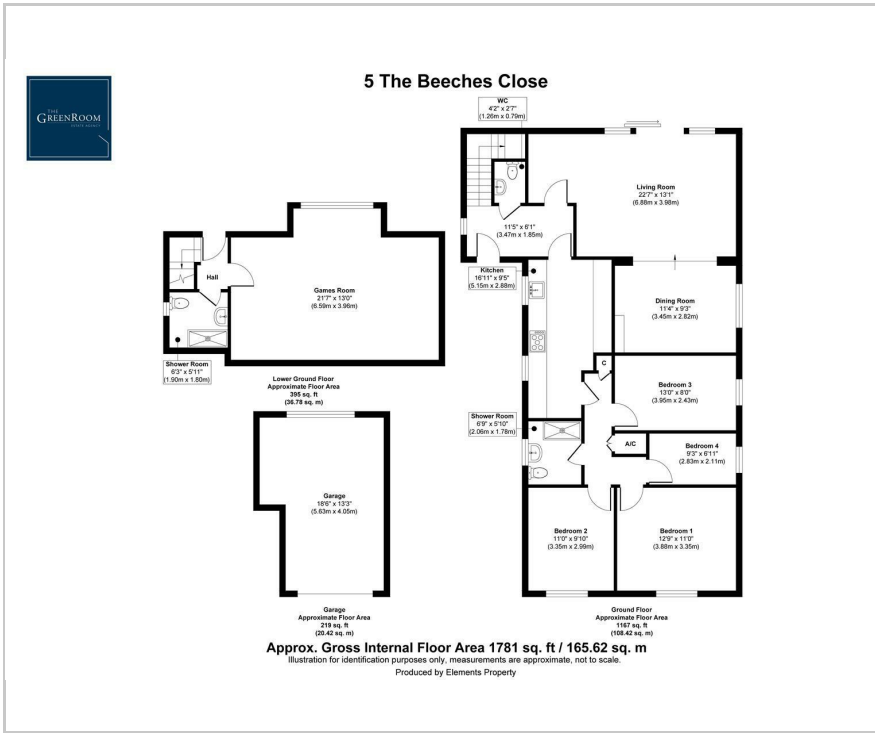 THE
GREENROOM
ESTATE AGENCY
5 The Beeches Close
WC
4'2" x 2'7"
(1.26m x 0.79m)
Living Room
22'7" x 13'1"
(6.88m x 3.98m)
11'5" x 6'1"
(3.47m x 1.85m)
Kitchen
16'11" x 9'5"
(5.15m x 2.88m)
Hall
Games Room
21'7" x 13'0"
(6.59m x 3.96m)
Dining Room
11'4" x 9'3"
(3.45m x 2.82m)
Shower Room
6'3" x 5'11"
(1.90m x 1.80m)
Lower Ground Floor
Approximate Floor Area
395 sq. ft
(36.78 sq. m)
C
Bedroom 3
13'0" x 8'0"
(3.95m x 2.43m)
Shower Room
6'9" x 5'10"
(2.06m x 1.78m)
A/C
Bedroom 4
9'3" x 6'11"
(2.83m x 2.11m)
Garage
18'6" x 13'3"
(5.63m x 4.05m)
Bedroom 2
11'0" x 9'10"
(3.35m x 2.99m)
Bedroom 1
12'9" x 11'0"
(3.88m x 3.35m)
Garage
Approximate Floor Area
219 sq. ft
(20.42 sq. m)
Ground Floor
Approximate Floor Area
1167 sq. ft
(108.42 sq. m)
Approx. Gross Internal Floor Area 1781 sq. ft / 165.62 sq. m
Illustration for identification purposes only, measurements are approximate, not to scale.
Produced by Elements Property